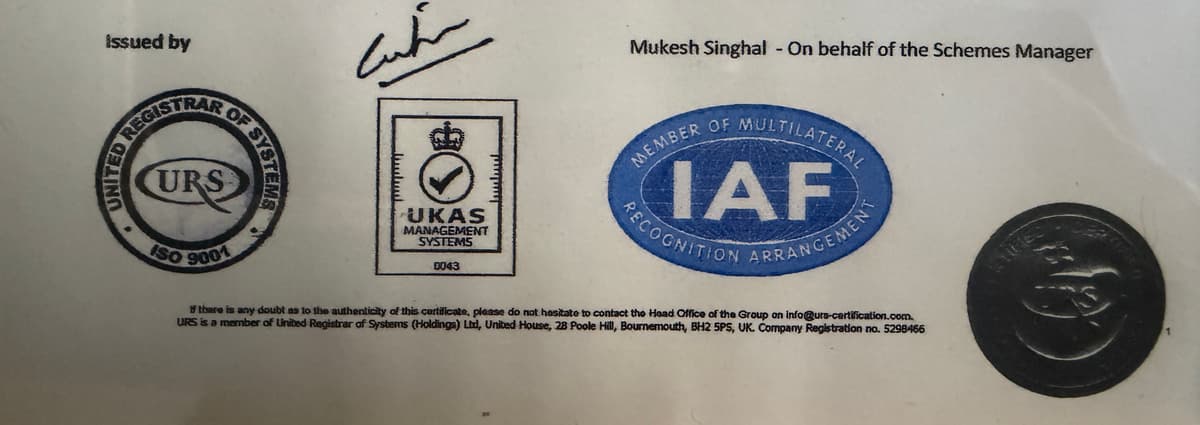 Issued by
Mukesh Singhal - On behalf of the Schemes Manager
UNITED REGISTRAR OF SYSTEMS
URS
ISO 9001
UKAS
MANAGEMENT
SYSTEMS
0043
MEMBER OF MULTILATERAL
IAF
RECOGNITION ARRANGEMENT
URS
If there is any doubt as to the authenticity of this certificate, please do not hesitate to contact the Head Office of the Group on info@urs-certification.com.
URS is a member of United Registrar of Systems (Holdings) Ltd, United House, 28 Poole Hill, Bournemouth, BH2 5PS, UK. Company Registration no. 5298466
1